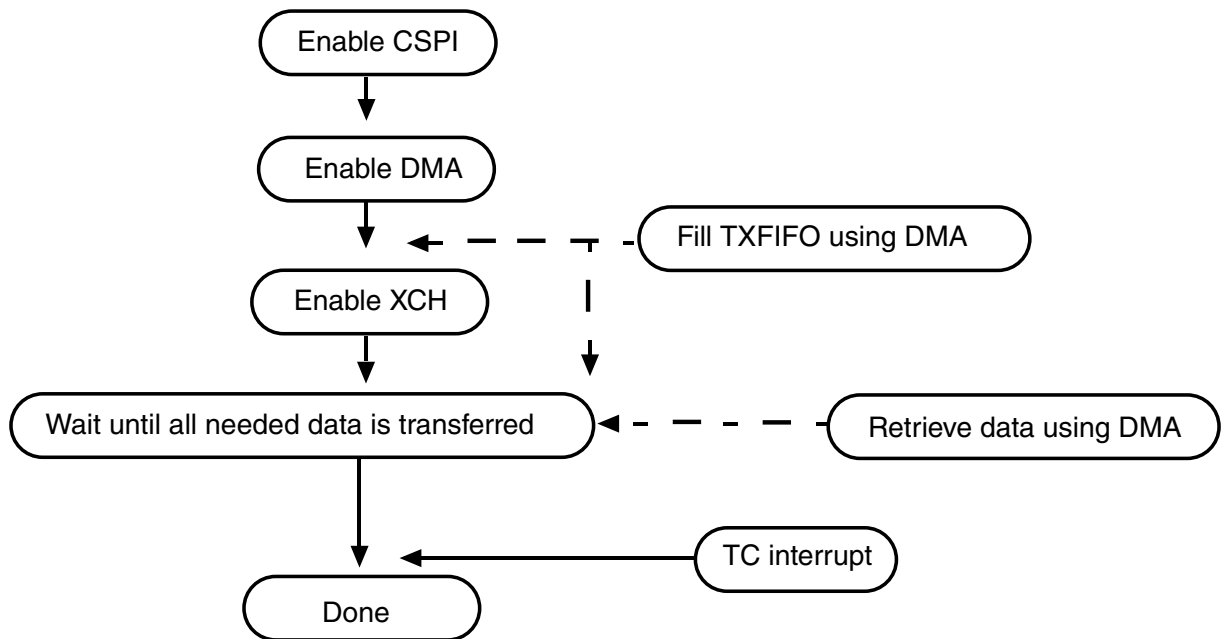 Enable CSPI
Enable DMA
Fill TXFIFO using DMA
Enable XCH
Wait until all needed data is transferred
Retrieve data using DMA
TC interrupt
Done